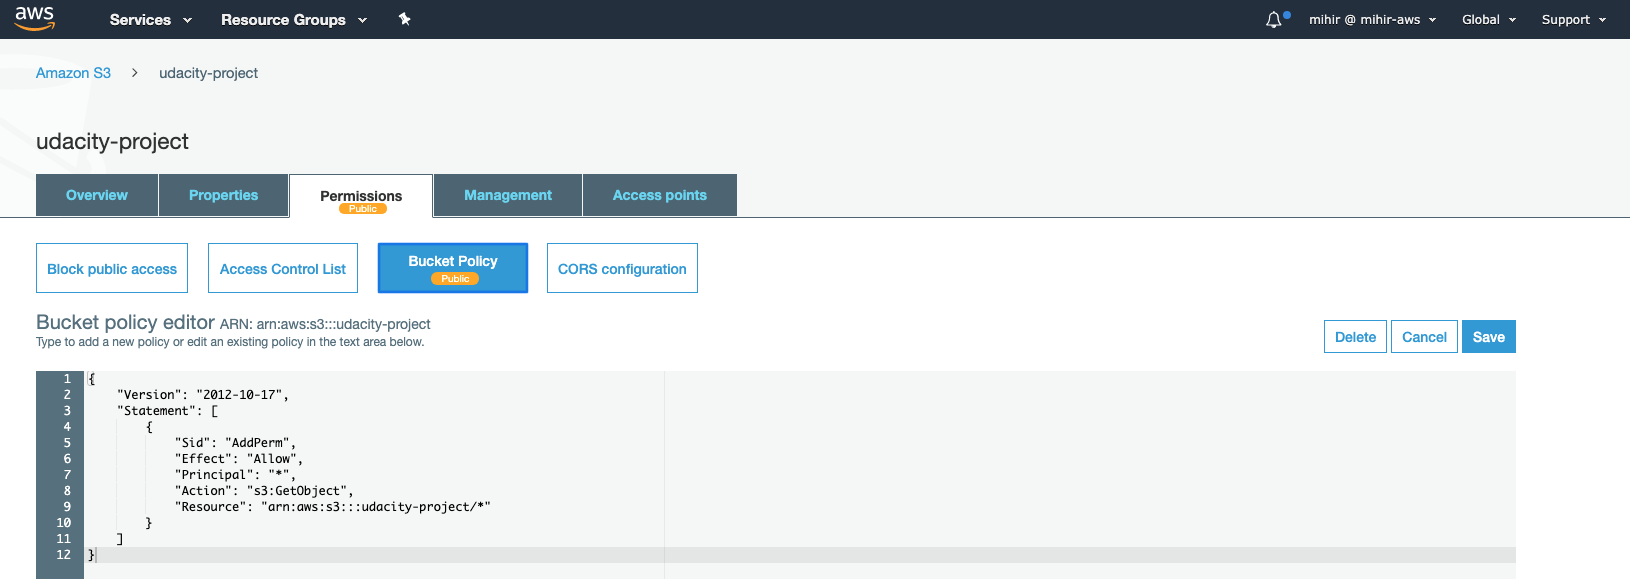 aws Services Resource Groups mihir @ mihir-aws Global Support
Amazon S3 > udacity-project
udacity-project
Overview Properties Permissions Management Access points
Public
Block public access Access Control List Bucket Policy CORS configuration
Public
Bucket policy editor ARN: arn:aws:s3:::udacity-project
Type to add a new policy or edit an existing policy in the text area below.
Delete Cancel Save
1 {
2 "Version": "2012-10-17",
3 "Statement": [
4 {
5 "Sid": "AddPerm",
6 "Effect": "Allow",
7 "Principal": "*",
8 "Action": "s3:GetObject",
9 "Resource": "arn:aws:s3:::udacity-project/*"
10 }
11 ]
12 }